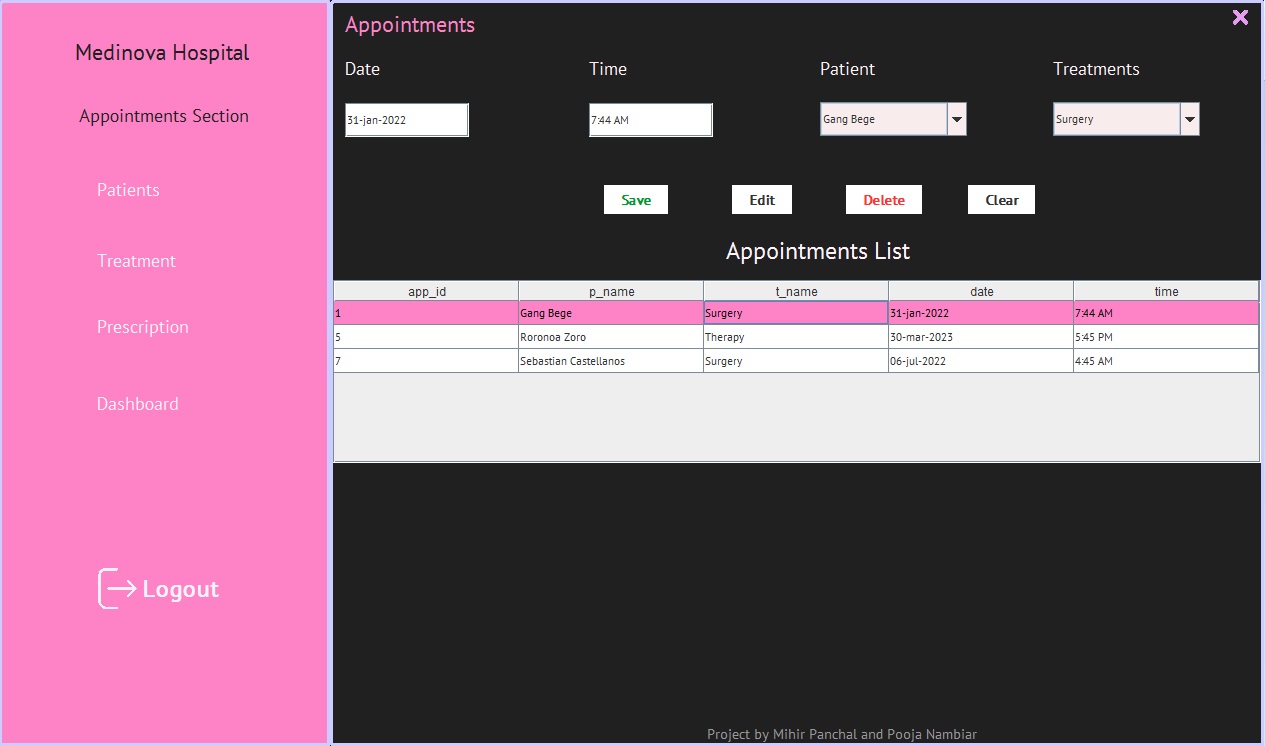 Medinova Hospital
Appointments Section
Patients
Treatment
Prescription
Dashboard
Logout
Appointments
Date Time Patient Treatments
31-jan-2022 7:44 AM Gang Bege Surgery
Save Edit Delete Clear
Appointments List
app_id p_name t_name date time
1 Gang Bege Surgery 31-jan-2022 7:44 AM
5 Roronoa Zoro Therapy 30-mar-2023 5:45 PM
7 Sebastian Castellanos Surgery 06-jul-2022 4:45 AM
Project by Mihir Panchal and Pooja Nambiar